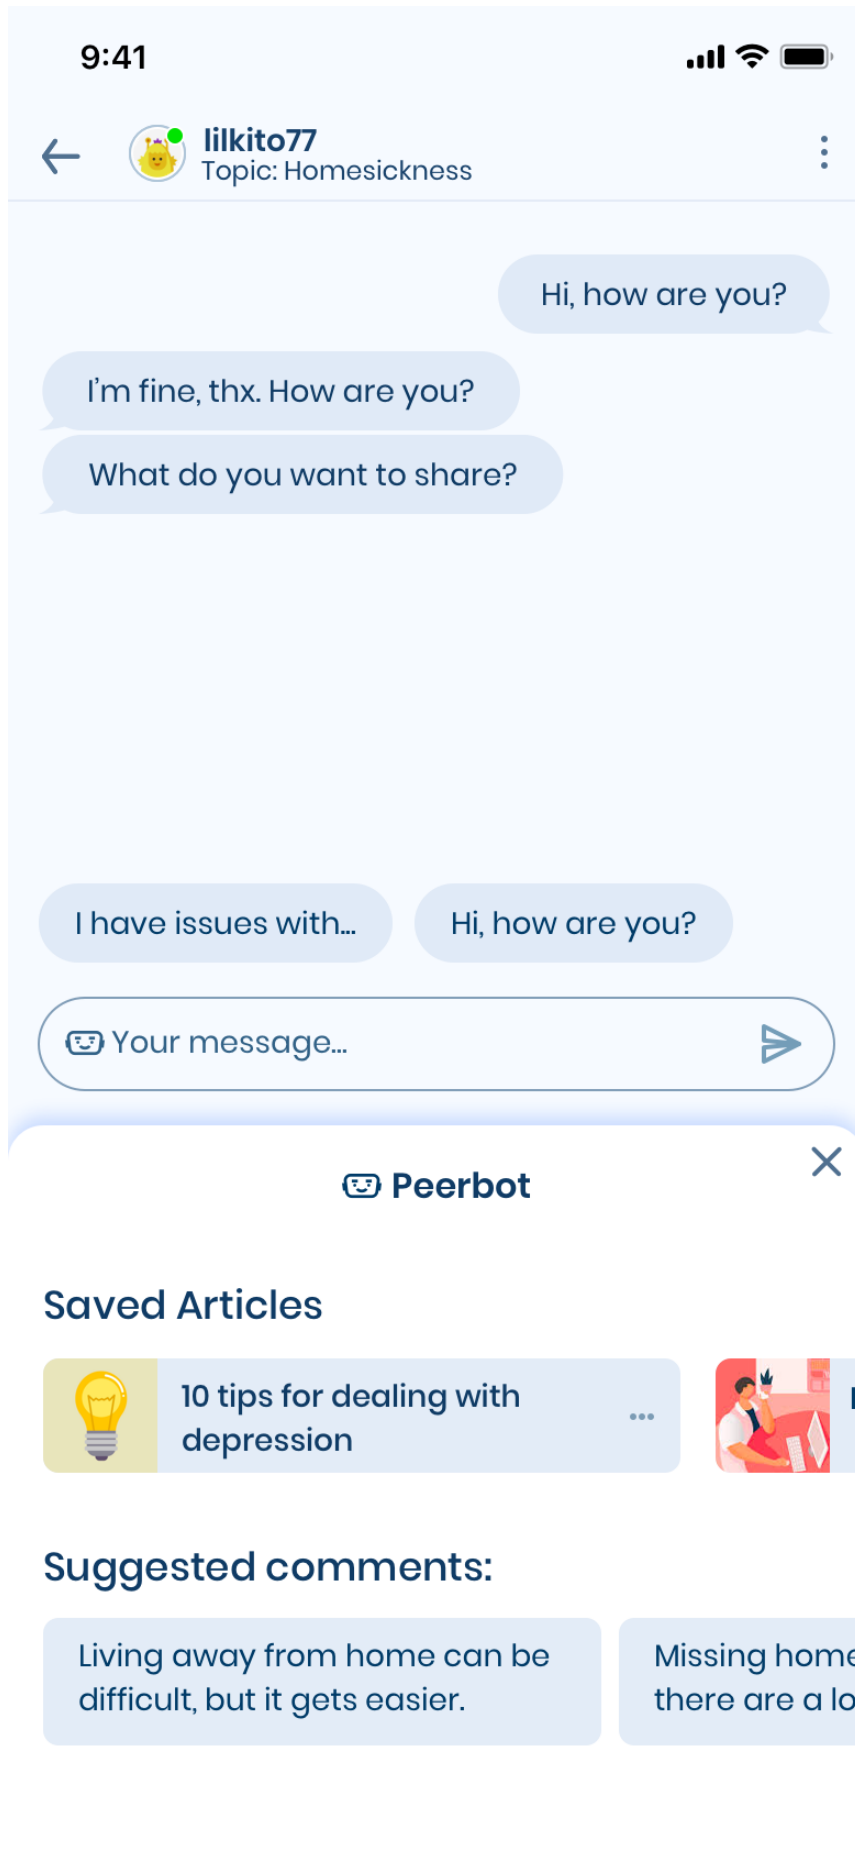 9:41
lilkito77
Topic: Homesickness
Hi, how are you?
I'm fine, thx. How are you?
What do you want to share?
I have issues with...
Hi, how are you?
Your message...
Peerbot
Saved Articles
10 tips for dealing with
depression
Suggested comments:
Living away from home can be
difficult, but it gets easier.
Missing home
there are a lo